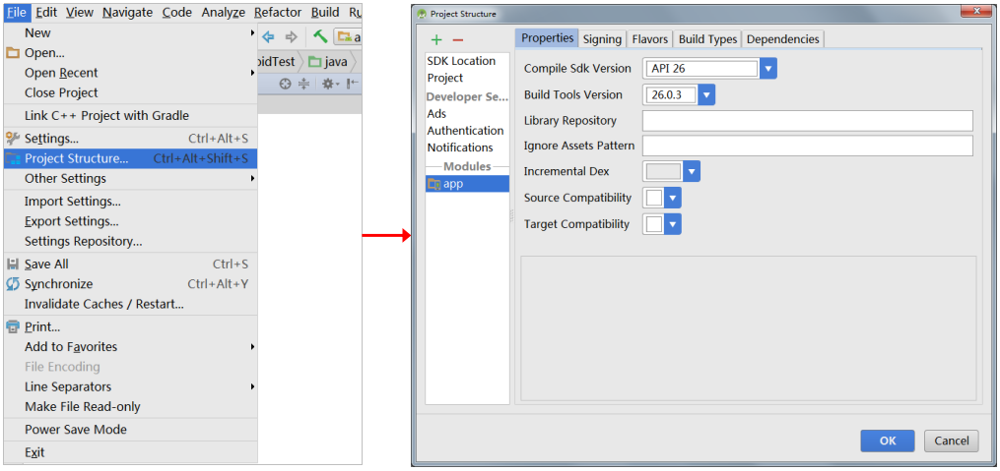 File Edit View Navigate Code Analyze Refactor Build Ru
New
Open...
Open Recent
Close Project
Link C++ Project with Gradle
Settings... Ctrl+Alt+S
Project Structure... Ctrl+Alt+Shift+S
Other Settings
Import Settings...
Export Settings...
Settings Repository...
Save All Ctrl+S
Synchronize Ctrl+Alt+Y
Invalidate Caches / Restart...
Print...
Add to Favorites
File Encoding
Line Separators
Make File Read-only
Power Save Mode
Exit
a
oidTest java
Project Structure
SDK Location
Project
Developer Se...
Ads
Authentication
Notifications
Modules
app
Properties Signing Flavors Build Types Dependencies
Compile Sdk Version API 26
Build Tools Version 26.0.3
Library Repository
Ignore Assets Pattern
Incremental Dex
Source Compatibility
Target Compatibility
OK Cancel